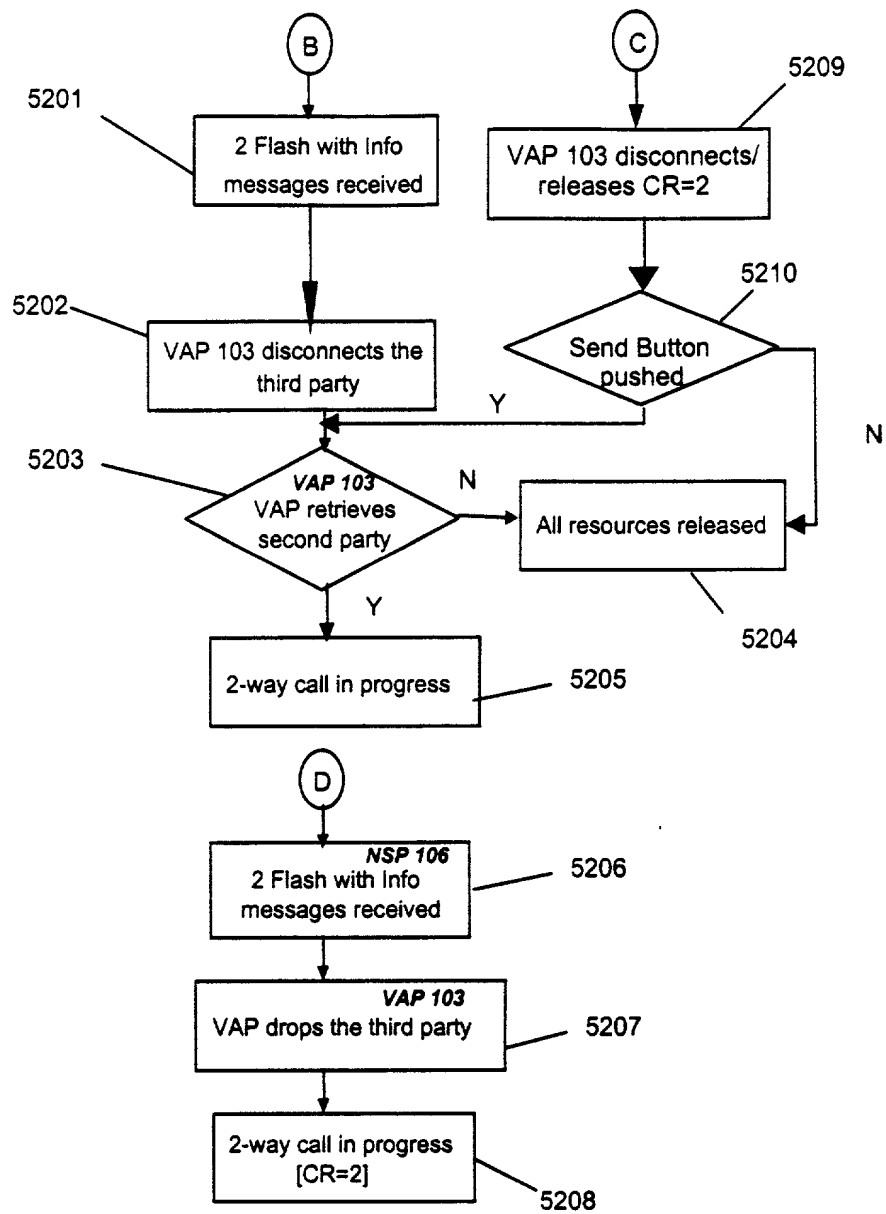 B
C
5201
5209
2 Flash with Info
messages received
VAP 103 disconnects/
releases CR=2
5202
5210
VAP 103 disconnects the
third party
Send Button
pushed
Y
N
5203
VAP 103
VAP retrieves
second party
N
All resources released
Y
5204
2-way call in progress
5205
D
NSP 106
2 Flash with Info
messages received
5206
VAP 103
VAP drops the third party
5207
2-way call in progress
[CR=2]
5208